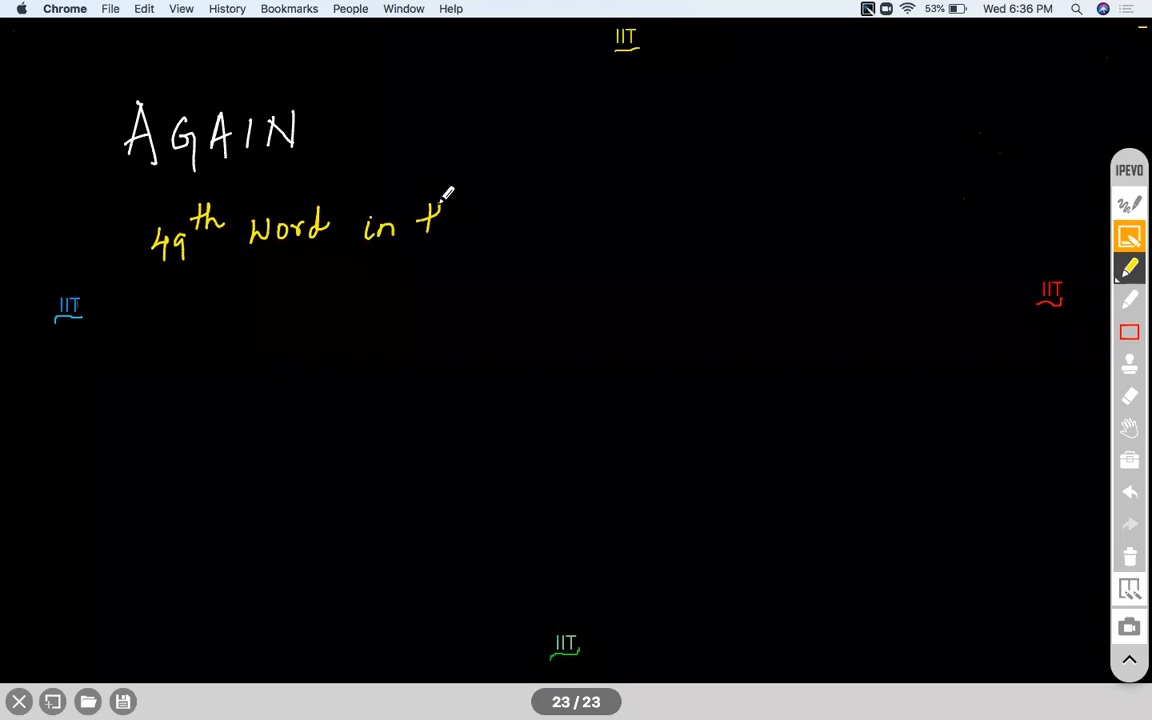 Chrome File Edit View History Bookmarks People Window Help 53% Wed 6:36 PM
IIT
AGAIN
IPEVO
49th word in t
IIT
IIT
IIT
23 / 23